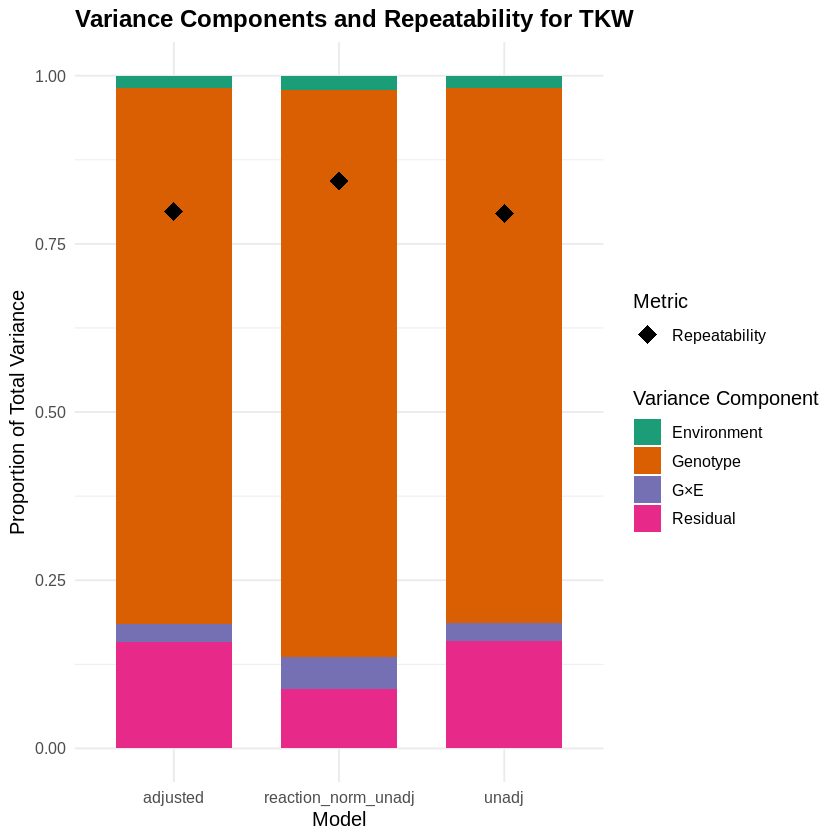 Variance Components and Repeatability for TKW
Proportion of Total Variance
1.00
0.75
0.50
0.25
0.00
adjusted
reaction_norm_unadj
unadj
Model
Metric
Repeatability
Variance Component
Environment
Genotype
G×E
Residual